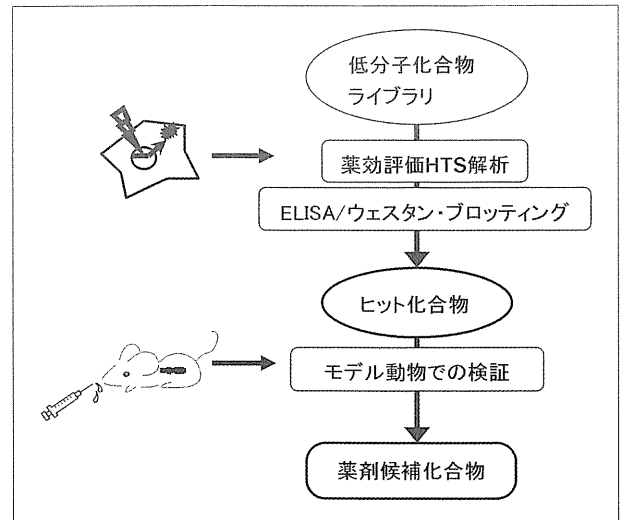 低分子化合物
ライブラリ
薬効評価HTS解析
ELISA/ウェスタン・ブロッティング
ヒット化合物
モデル動物での検証
薬剤候補化合物